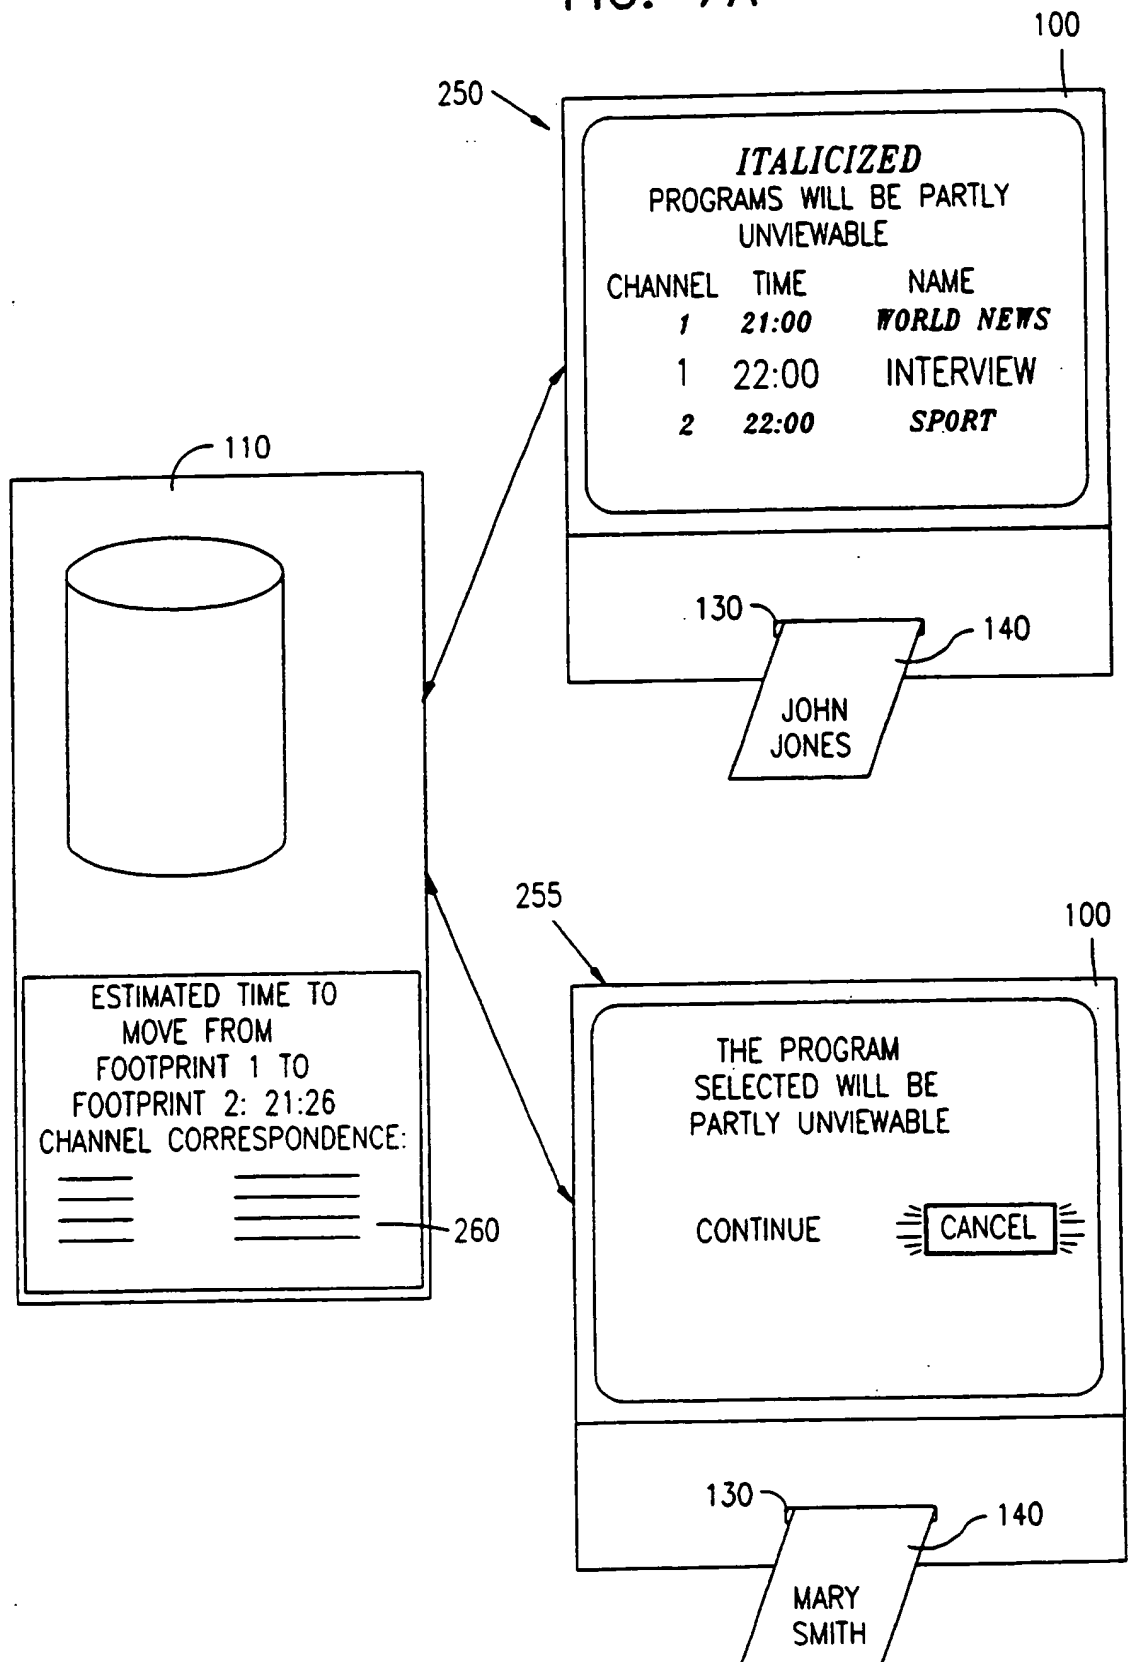 FIG. 7A
100
250
ITALICIZED
PROGRAMS WILL BE PARTLY
UNVIEWABLE
CHANNEL TIME NAME
1 21:00 WORLD NEWS
1 22:00 INTERVIEW
2 22:00 SPORT
110
130
140
JOHN
JONES
255
100
ESTIMATED TIME TO
MOVE FROM
FOOTPRINT 1 TO
FOOTPRINT 2: 21:26
CHANNEL CORRESPONDENCE:
260
THE PROGRAM
SELECTED WILL BE
PARTLY UNVIEWABLE
CONTINUE CANCEL
130
140
MARY
SMITH